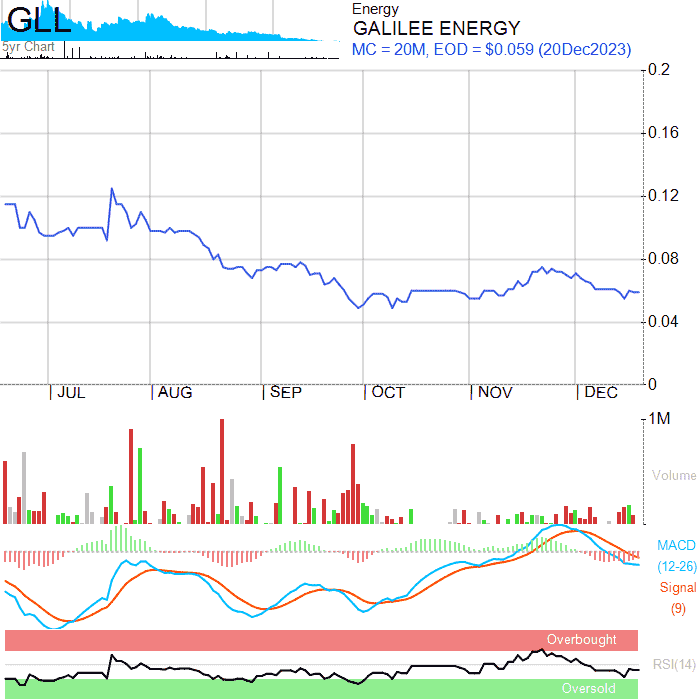 GLL
5yr Chart
Energy
GALILEE ENERGY
MC = 20M, EOD = $0.059 (20Dec2023)
0.2
0.16
0.12
0.08
0.04
0
JUL AUG SEP OCT NOV DEC
1M
Volume
MACD
(12-26)
Signal
(9)
Overbought
RSI(14)
Oversold